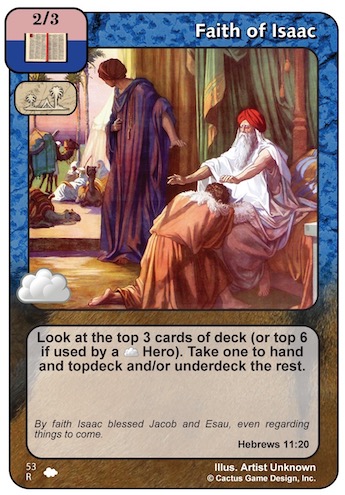 2/3
Faith of Isaac
Look at the top 3 cards of deck (or top 6
if used by a Hero). Take one to hand
and topdeck and/or underdeck the rest.
By faith Isaac blessed Jacob and Esau, even regarding
things to come.
Hebrews 11:20
53
R
Illus. Artist Unknown
© Cactus Game Design, Inc.